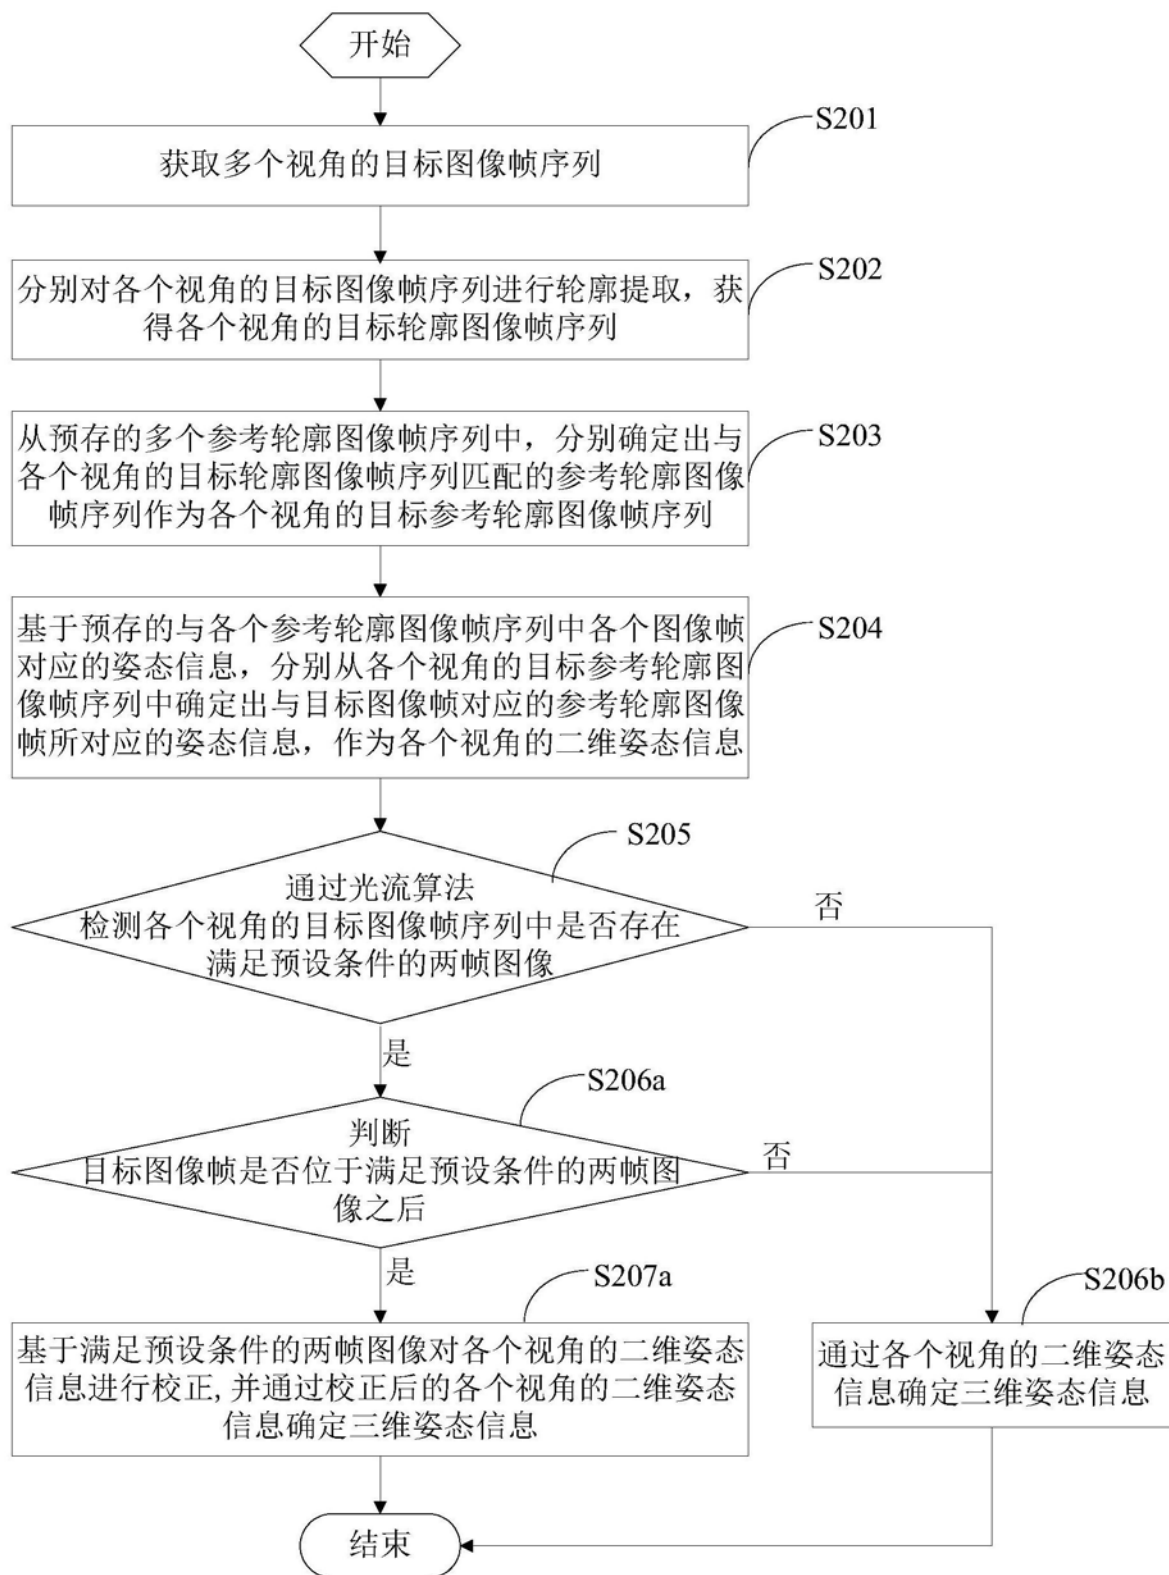 开始
S201
获取多个视角的目标图像帧序列
S202
分别对各个视角的目标图像帧序列进行轮廓提取，获
得各个视角的目标轮廓图像帧序列
S203
从预存的多个参考轮廓图像帧序列中，分别确定出与
各个视角的目标轮廓图像帧序列匹配的参考轮廓图像
帧序列作为各个视角的目标参考轮廓图像帧序列
S204
基于预存的与各个参考轮廓图像帧序列中各个图像帧
对应的姿态信息，分别从各个视角的目标参考轮廓图
像帧序列中确定出与目标图像帧对应的参考轮廓图像
帧所对应的姿态信息，作为各个视角的二维姿态信息
S205
通过光流算法
检测各个视角的目标图像帧序列中是否存在
满足预设条件的两帧图像
否
是
S206a
判断
目标图像帧是否位于满足预设条件的两帧图
像之后
否
是
S207a
基于满足预设条件的两帧图像对各个视角的二维姿态
信息进行校正,并通过校正后的各个视角的二维姿态
信息确定三维姿态信息
S206b
通过各个视角的二维姿态
信息确定三维姿态信息
结束